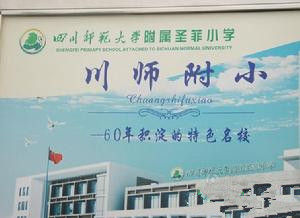 四川师范大学附属圣菲小学
SHENGFEI PRIMARY SCHOOL ATTACHED TO SICHUAN NORMAL UNIVERSITY
川师附小
Chuangshifuxiao
—60年积淀的特色名校